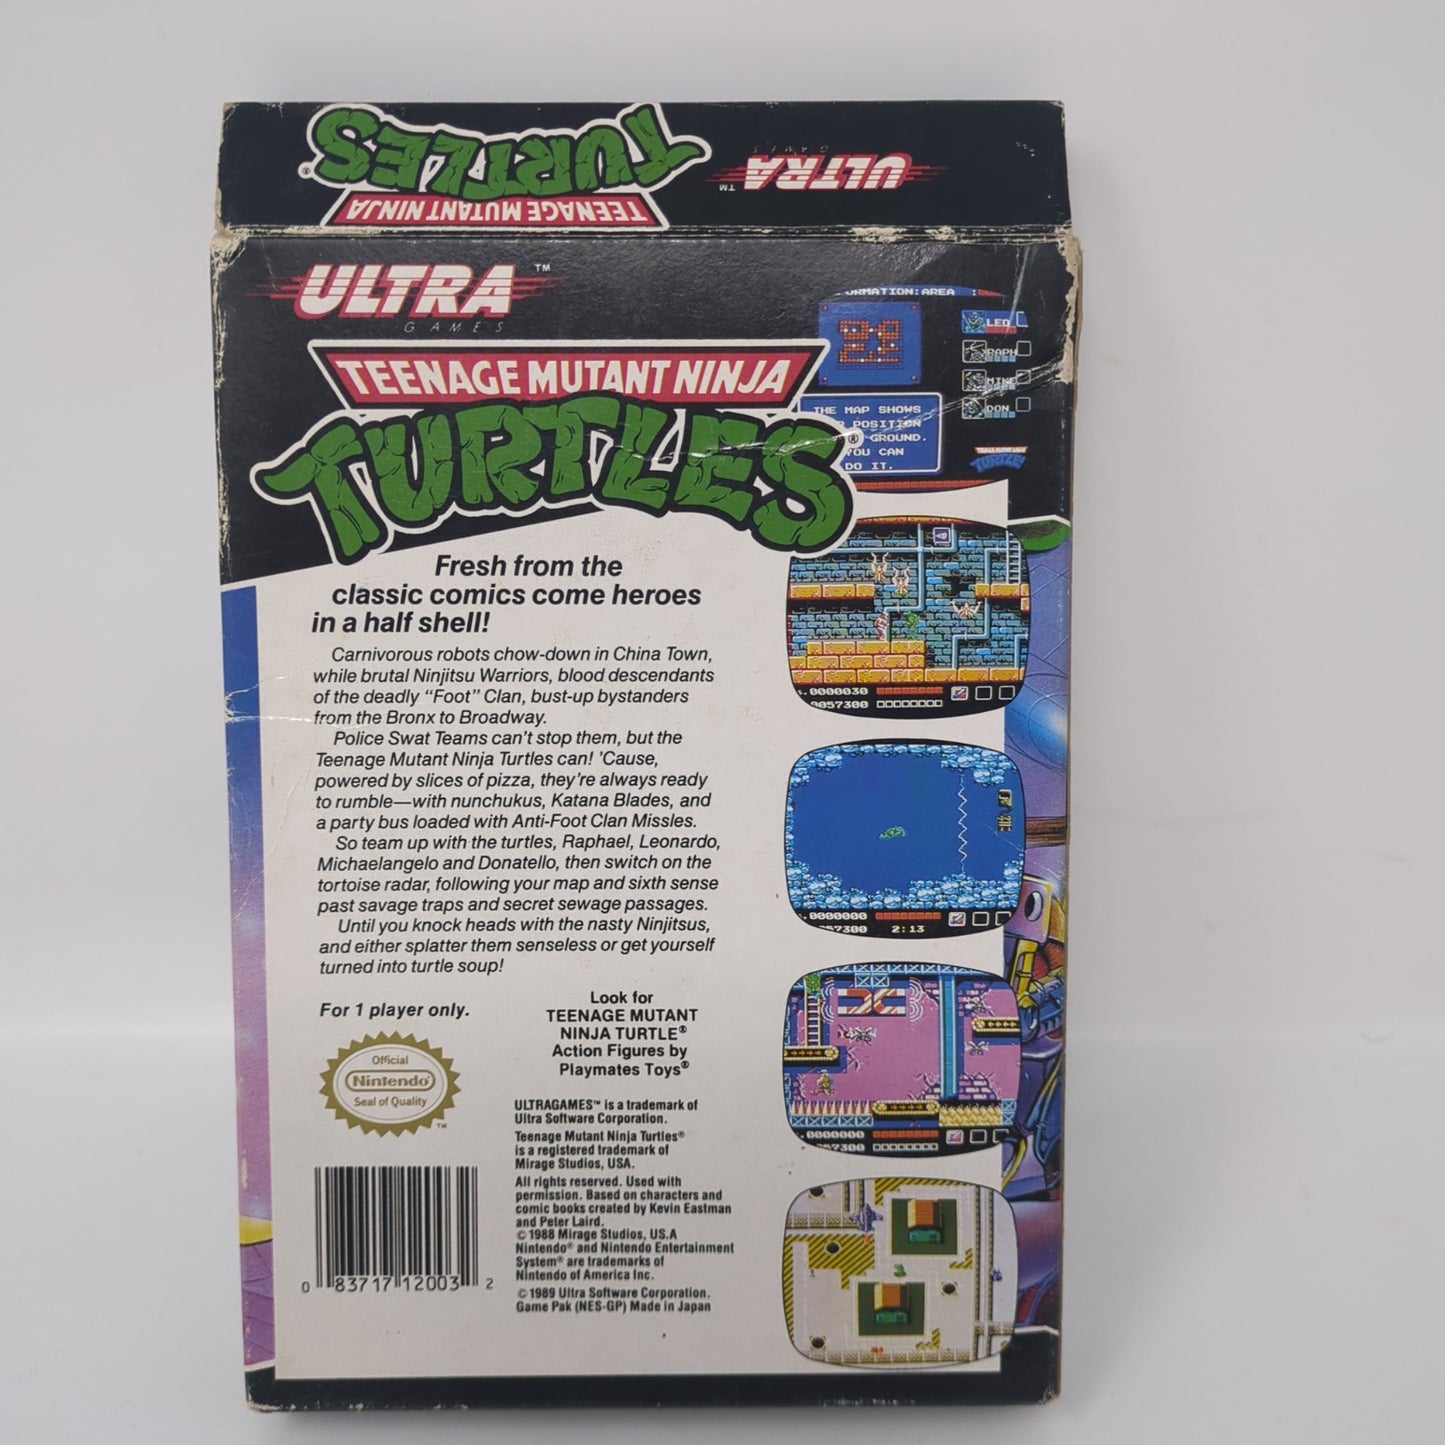 TURTLES®
TEENAGE MUTANT NINJA
ULTRA™
GAMES
ULTRA™
GAMES
TEENAGE MUTANT NINJA
TURTLES®
ORMATION:AREA
LEO
RAPH
MIKE
DON
THE MAP SHOWS
POSITION
GROUND.
YOU CAN
DO IT.
TURTLES
Fresh from the
classic comics come heroes
in a half shell!
Carnivorous robots chow-down in China Town,
while brutal Ninjitsu Warriors, blood descendants
of the deadly “Foot” Clan, bust-up bystanders
from the Bronx to Broadway.
Police Swat Teams can’t stop them, but the
Teenage Mutant Ninja Turtles can! ’Cause,
powered by slices of pizza, they’re always ready
to rumble—with nunchukus, Katana Blades, and
a party bus loaded with Anti-Foot Clan Missles.
So team up with the turtles, Raphael, Leonardo,
Michaelangelo and Donatello, then switch on the
tortoise radar, following your map and sixth sense
past savage traps and secret sewage passages.
Until you knock heads with the nasty Ninjitsus,
and either splatter them senseless or get yourself
turned into turtle soup!
For 1 player only.
Official
Nintendo®
Seal of Quality
™
Look for
TEENAGE MUTANT
NINJA TURTLE®
Action Figures by
Playmates Toys®
ULTRAGAMES™ is a trademark of
Ultra Software Corporation.
Teenage Mutant Ninja Turtles®
is a registered trademark of
Mirage Studios, USA.
All rights reserved. Used with
permission. Based on characters and
comic books created by Kevin Eastman
and Peter Laird.
© 1988 Mirage Studios, U.S.A
Nintendo® and Nintendo Entertainment
System® are trademarks of
Nintendo of America Inc.
© 1989 Ultra Software Corporation.
Game Pak (NES-GP) Made in Japan
0 83717 12003 2
.0000030
057300
.0000000
57300 2:13
.0000000
57300